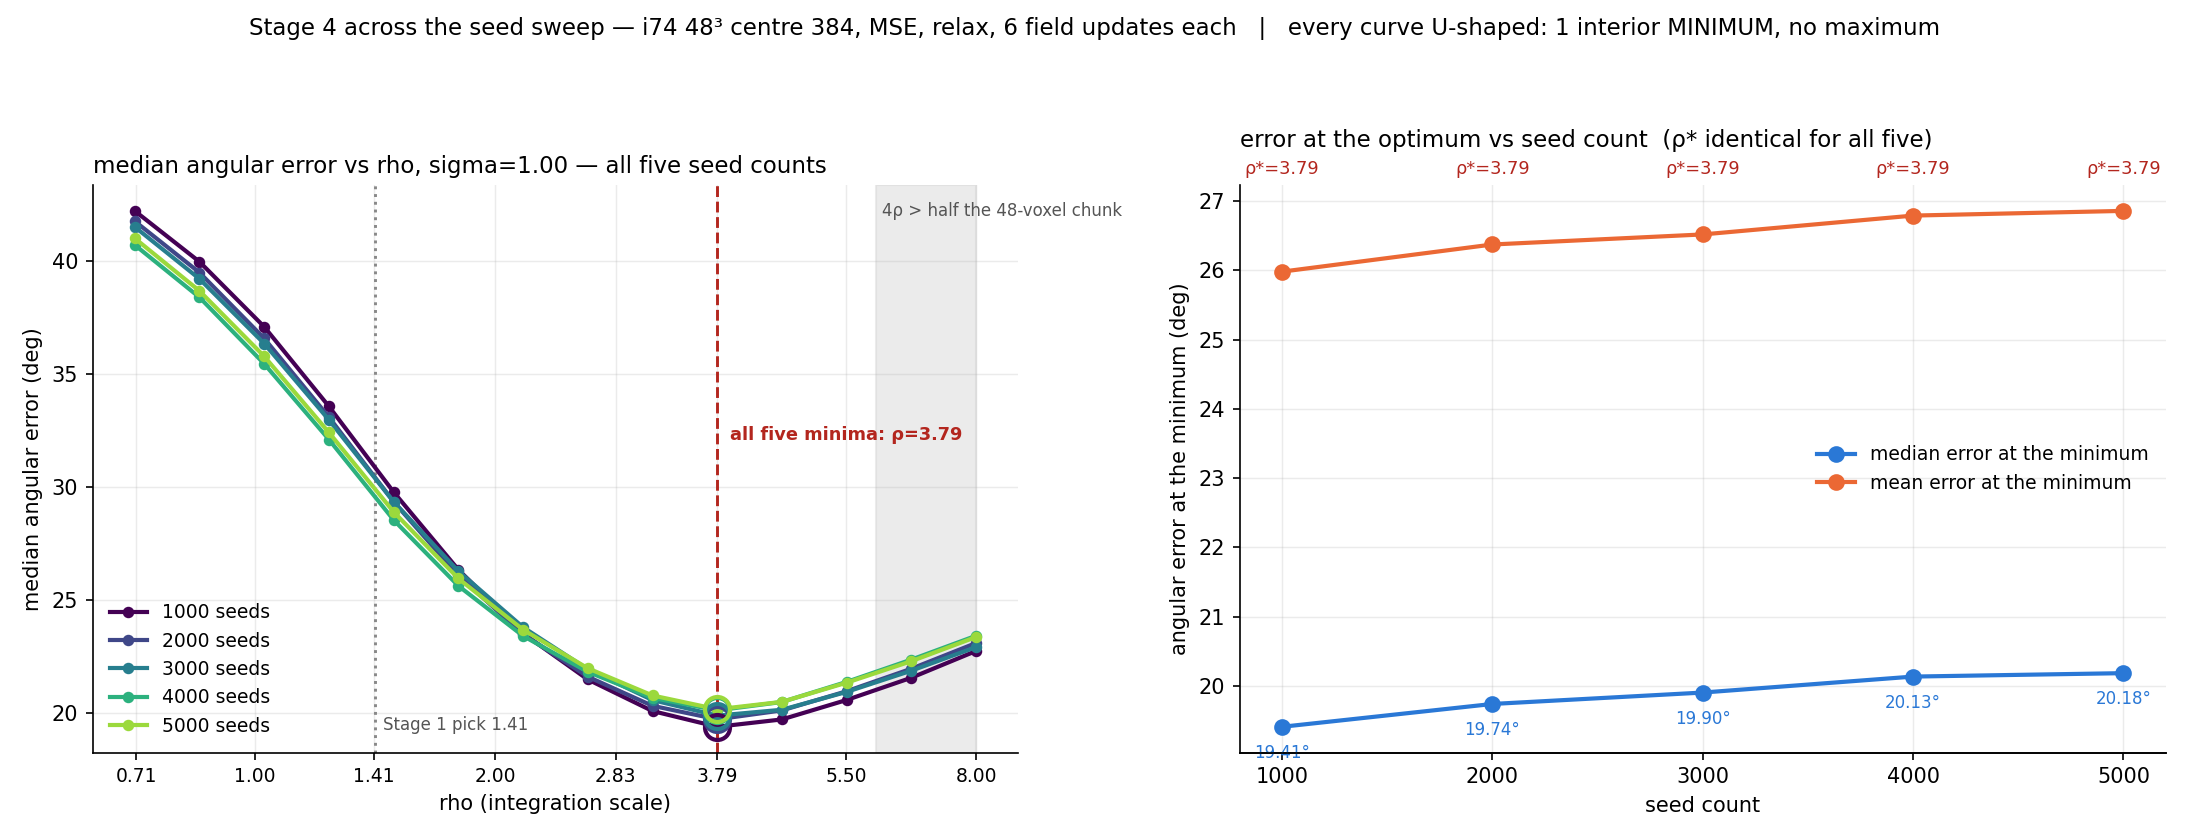 Stage 4 across the seed sweep — i74 48³ centre 384, MSE, relax, 6 field updates each | every curve U-shaped: 1 interior MINIMUM, no maximum
median angular error vs rho, sigma=1.00 — all five seed counts
median angular error (deg)
40
35
30
25
20
4ρ > half the 48-voxel chunk
all five minima: ρ=3.79
Stage 1 pick 1.41
1000 seeds
2000 seeds
3000 seeds
4000 seeds
5000 seeds
0.71 1.00 1.41 2.00 2.83 3.79 5.50 8.00
rho (integration scale)
error at the optimum vs seed count (ρ* identical for all five)
ρ*=3.79 ρ*=3.79 ρ*=3.79 ρ*=3.79 ρ*=3.79
angular error at the minimum (deg)
27
26
25
24
23
22
21
20
median error at the minimum
mean error at the minimum
19.41° 19.74° 19.90° 20.13° 20.18°
1000 2000 3000 4000 5000
seed count